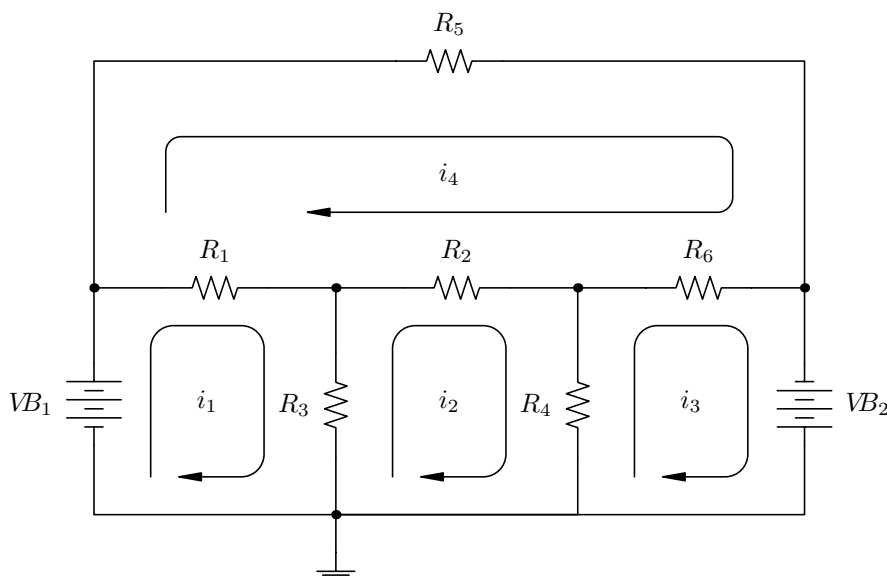 R₅
i₄
R₁ R₂ R₆
VB₁ i₁ R₃ i₂ R₄ i₃ VB₂